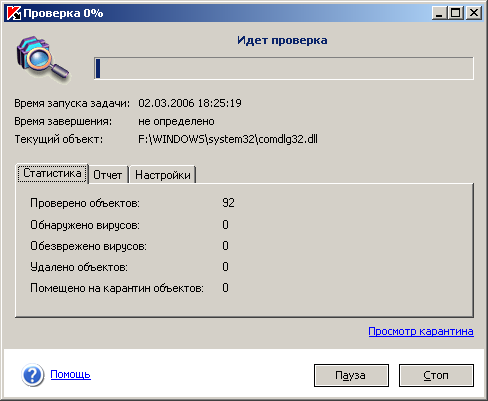 Проверка 0%
Идет проверка
Время запуска задачи: 02.03.2006 18:25:19
Время завершения: не определено
Текущий объект: F:\WINDOWS\system32\comdlg32.dll
Статистика Отчет Настройки
Проверено объектов: 92
Обнаружено вирусов: 0
Обезврежено вирусов: 0
Удалено объектов: 0
Помещено на карантин объектов: 0
Просмотр карантина
Помощь Пауза Стоп